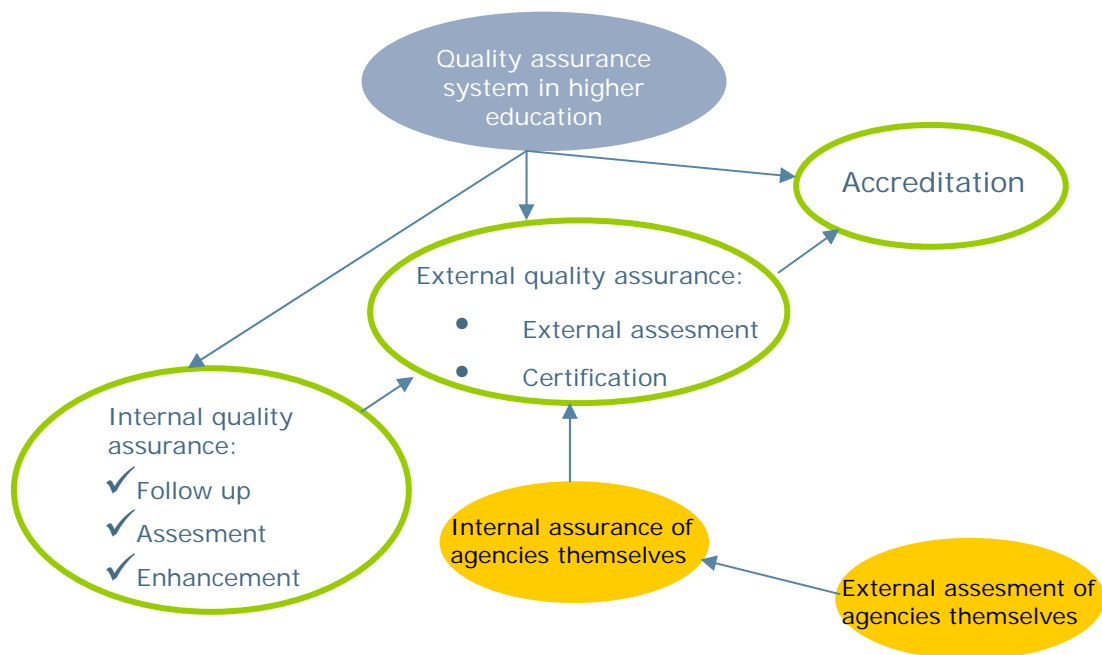 Quality assurance
system in higher
education
Accreditation
External quality assurance:
• External assesment
• Certification
Internal quality
assurance:
✓ Follow up
✓ Assesment
✓ Enhancement
Internal assurance of
agencies themselves
External assesment of
agencies themselves